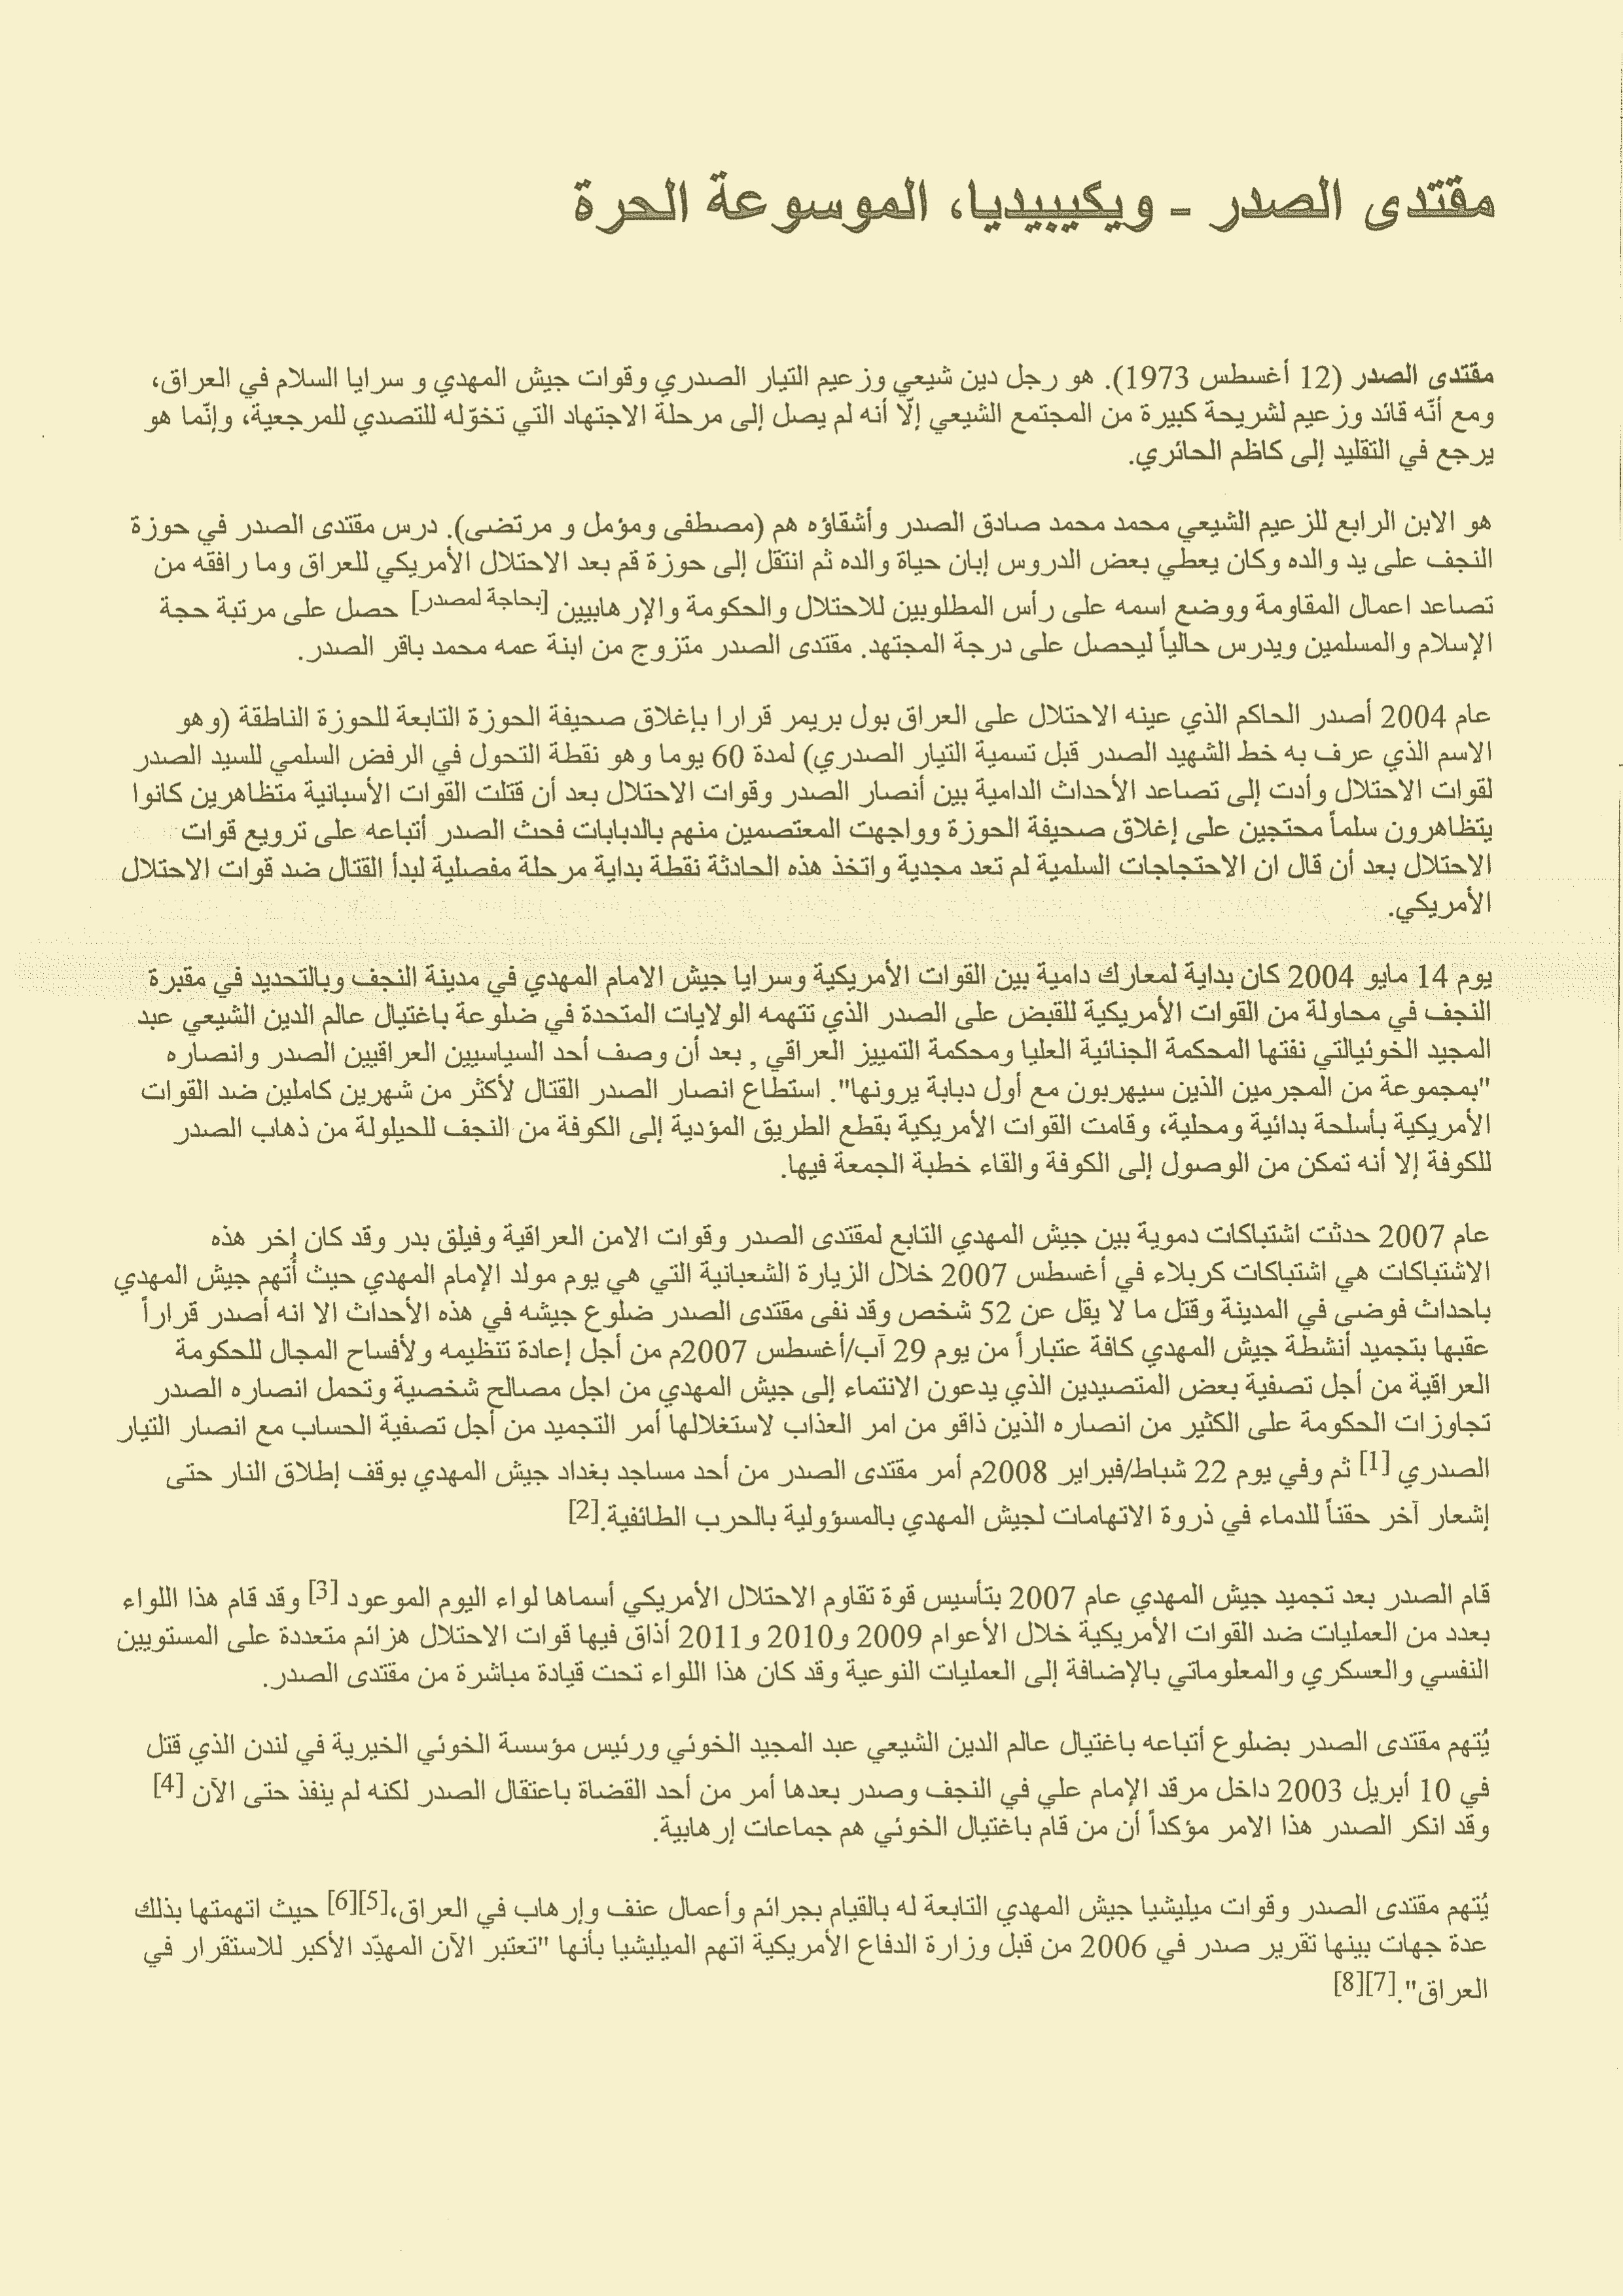 مقتدى الصدر - ويكيبيديا، الموسوعة الحرة
مقتدى الصدر (12 أغسطس 1973). هو رجل دين شيعي وزعيم التيار الصدري وقوات جيش المهدي و سرايا السلام في العراق،
ومع أنّه قائد وزعيم لشريحة كبيرة من المجتمع الشيعي إلّا أنه لم يصل إلى مرحلة الاجتهاد التي تخوّله للتصدي للمرجعية، وإنّما هو
يرجع في التقليد إلى كاظم الحائري.
هو الابن الرابع للزعيم الشيعي محمد محمد صادق الصدر وأشقاؤه هم (مصطفى ومؤمل و مرتضى). درس مقتدى الصدر في حوزة
النجف على يد والده وكان يعطي بعض الدروس إبان حياة والده ثم انتقل إلى حوزة قم بعد الاحتلال الأمريكي للعراق وما رافقه من
تصاعد اعمال المقاومة ووضع اسمه على رأس المطلوبين للاحتلال والحكومة والإرهابيين [بحاجة لمصدر] حصل على مرتبة حجة
الإسلام والمسلمين ويدرس حالياً ليحصل على درجة المجتهد. مقتدى الصدر متزوج من ابنة عمه محمد باقر الصدر.
عام 2004 أصدر الحاكم الذي عينه الاحتلال على العراق بول بريمر قرارا بإغلاق صحيفة الحوزة التابعة للحوزة الناطقة (وهو
الاسم الذي عرف به خط الشهيد الصدر قبل تسمية التيار الصدري) لمدة 60 يوما وهو نقطة التحول في الرفض السلمي للسيد الصدر
لقوات الاحتلال وأدت إلى تصاعد الأحداث الدامية بين أنصار الصدر وقوات الاحتلال بعد أن قتلت القوات الأسبانية متظاهرين كانوا
يتظاهرون سلماً محتجين على إغلاق صحيفة الحوزة وواجهت المعتصمين منهم بالدبابات فحث الصدر أتباعه على ترويع قوات
الاحتلال بعد أن قال ان الاحتجاجات السلمية لم تعد مجدية واتخذ هذه الحادثة نقطة بداية مرحلة مفصلية لبدأ القتال ضد قوات الاحتلال
الأمريكي.
يوم 14 مايو 2004 كان بداية لمعارك دامية بين القوات الأمريكية وسرايا جيش الامام المهدي في مدينة النجف وبالتحديد في مقبرة
النجف في محاولة من القوات الأمريكية للقبض على الصدر الذي تتهمه الولايات المتحدة في ضلوعة باغتيال عالم الدين الشيعي عبد
المجيد الخوئيالتي نفتها المحكمة الجنائية العليا ومحكمة التمييز العراقي , بعد أن وصف أحد السياسيين العراقيين الصدر وانصاره
"بمجموعة من المجرمين الذين سيهربون مع أول دبابة يرونها". استطاع انصار الصدر القتال لأكثر من شهرين كاملين ضد القوات
الأمريكية بأسلحة بدائية ومحلية، وقامت القوات الأمريكية بقطع الطريق المؤدية إلى الكوفة من النجف للحيلولة من ذهاب الصدر
للكوفة إلا أنه تمكن من الوصول إلى الكوفة والقاء خطبة الجمعة فيها.
عام 2007 حدثت اشتباكات دموية بين جيش المهدي التابع لمقتدى الصدر وقوات الامن العراقية وفيلق بدر وقد كان اخر هذه
الاشتباكات هي اشتباكات كربلاء في أغسطس 2007 خلال الزيارة الشعبانية التي هي يوم مولد الإمام المهدي حيث أُتهم جيش المهدي
باحداث فوضى في المدينة وقتل ما لا يقل عن 52 شخص وقد نفى مقتدى الصدر ضلوع جيشه في هذه الأحداث الا انه أصدر قراراً
عقبها بتجميد أنشطة جيش المهدي كافة عتباراً من يوم 29 آب/أغسطس 2007م من أجل إعادة تنظيمه ولأفساح المجال للحكومة
العراقية من أجل تصفية بعض المتصيدين الذي يدعون الانتماء إلى جيش المهدي من اجل مصالح شخصية وتحمل انصاره الصدر
تجاوزات الحكومة على الكثير من انصاره الذين ذاقو من امر العذاب لاستغلالها أمر التجميد من أجل تصفية الحساب مع انصار التيار
الصدري [1] ثم وفي يوم 22 شباط/فبراير 2008م أمر مقتدى الصدر من أحد مساجد بغداد جيش المهدي بوقف إطلاق النار حتى
إشعار آخر حقناً للدماء في ذروة الاتهامات لجيش المهدي بالمسؤولية بالحرب الطائفية.[2]
قام الصدر بعد تجميد جيش المهدي عام 2007 بتأسيس قوة تقاوم الاحتلال الأمريكي أسماها لواء اليوم الموعود [3] وقد قام هذا اللواء
بعدد من العمليات ضد القوات الأمريكية خلال الأعوام 2009 و2010 و2011 أذاق فيها قوات الاحتلال هزائم متعددة على المستويين
النفسي والعسكري والمعلوماتي بالإضافة إلى العمليات النوعية وقد كان هذا اللواء تحت قيادة مباشرة من مقتدى الصدر.
يُتهم مقتدى الصدر بضلوع أتباعه باغتيال عالم الدين الشيعي عبد المجيد الخوئي ورئيس مؤسسة الخوئي الخيرية في لندن الذي قتل
في 10 أبريل 2003 داخل مرقد الإمام علي في النجف وصدر بعدها أمر من أحد القضاة باعتقال الصدر لكنه لم ينفذ حتى الآن [4]
وقد انكر الصدر هذا الامر مؤكداً أن من قام باغتيال الخوئي هم جماعات إرهابية.
يُتهم مقتدى الصدر وقوات ميليشيا جيش المهدي التابعة له بالقيام بجرائم وأعمال عنف وإرهاب في العراق،[5][6] حيث اتهمتها بذلك
عدة جهات بينها تقرير صدر في 2006 من قبل وزارة الدفاع الأمريكية اتهم الميليشيا بأنها "تعتبر الآن المهدِّد الأكبر للاستقرار في
العراق".[7][8]